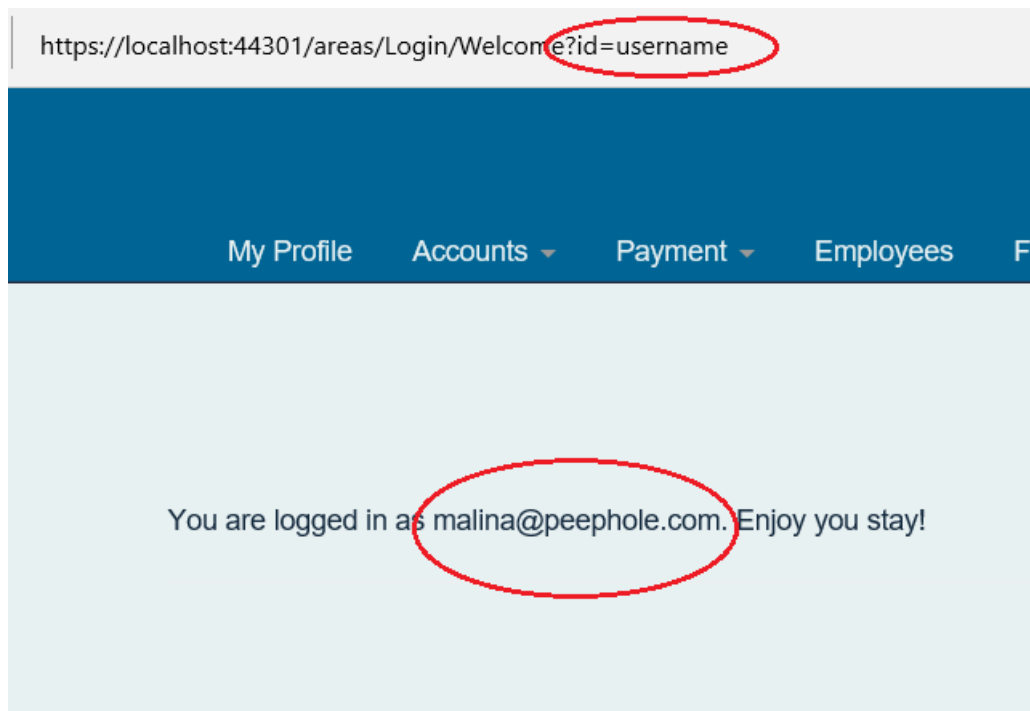 https://localhost:44301/areas/Login/Welcome?id=username
My Profile Accounts Payment Employees F
You are logged in as malina@peephole.com. Enjoy you stay!